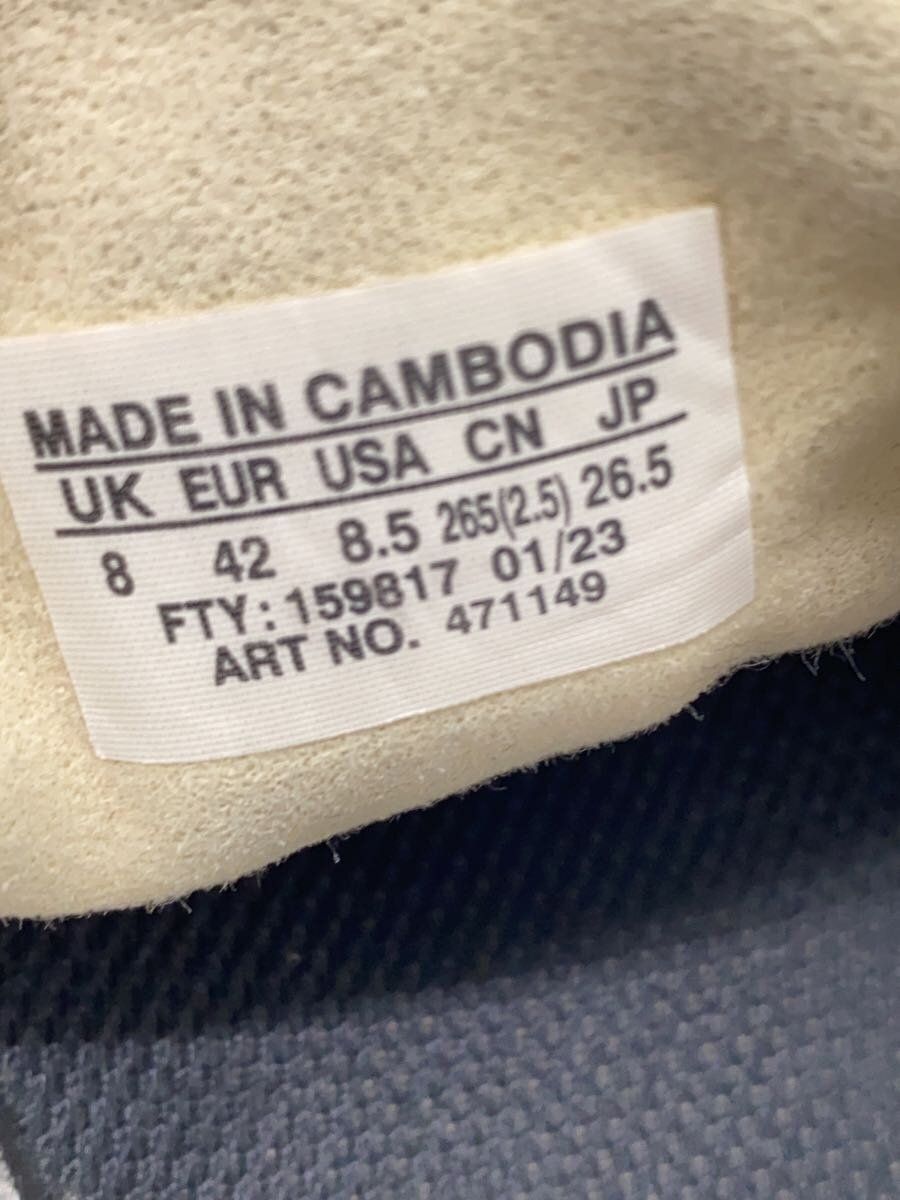 MADE IN CAMBODIA
UK EUR USA CN JP
8 42 8.5 265(2.5) 26.5
FTY: 159817 01/23
ART NO. 471149